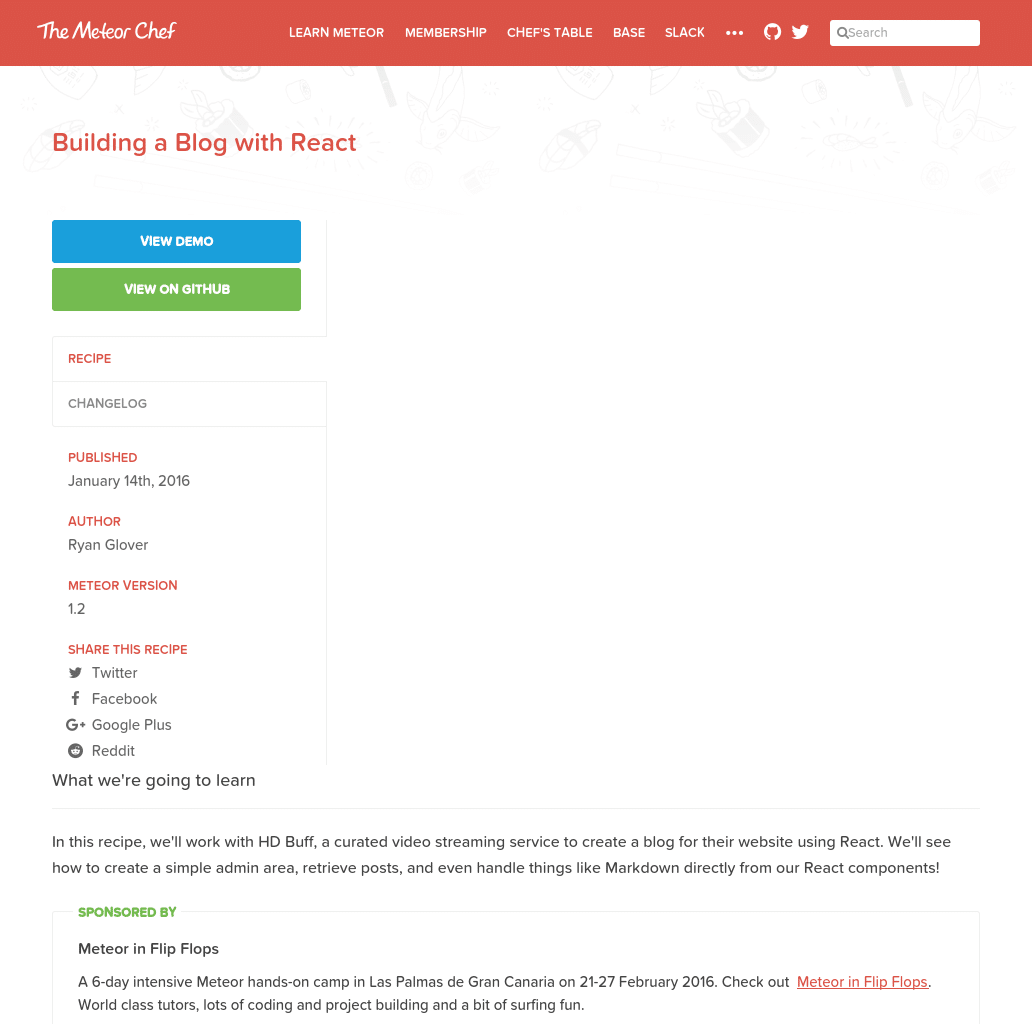 The Meteor Chef
LEARN METEOR MEMBERSHIP CHEF'S TABLE BASE SLACK ••• Search
Building a Blog with React
VIEW DEMO
VIEW ON GITHUB
RECIPE
CHANGELOG
PUBLISHED
January 14th, 2016
AUTHOR
Ryan Glover
METEOR VERSION
1.2
SHARE THIS RECIPE
Twitter
Facebook
Google Plus
Reddit
What we're going to learn
In this recipe, we'll work with HD Buff, a curated video streaming service to create a blog for their website using React. We'll see
how to create a simple admin area, retrieve posts, and even handle things like Markdown directly from our React components!
SPONSORED BY
Meteor in Flip Flops
A 6-day intensive Meteor hands-on camp in Las Palmas de Gran Canaria on 21-27 February 2016. Check out Meteor in Flip Flops.
World class tutors, lots of coding and project building and a bit of surfing fun.